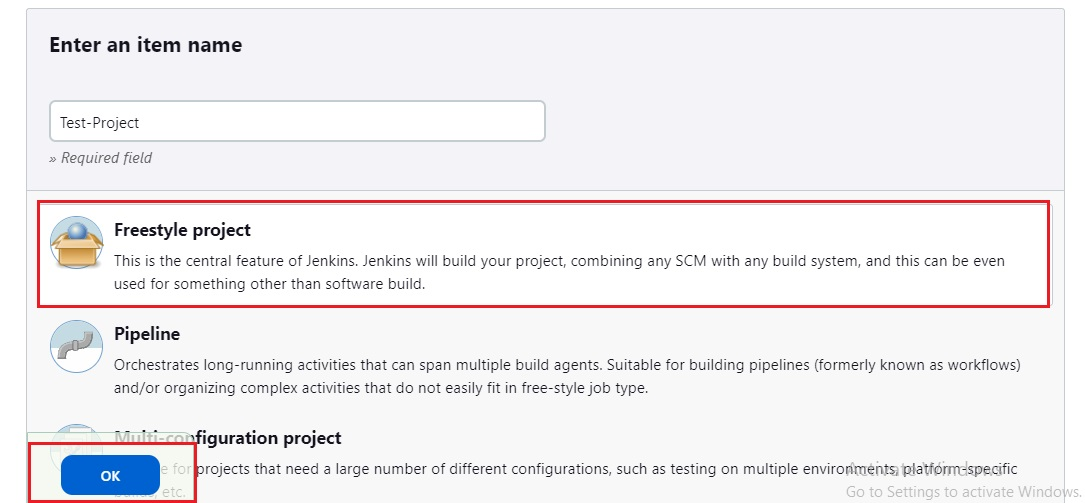 Enter an item name
Test-Project
» Required field
Freestyle project
This is the central feature of Jenkins. Jenkins will build your project, combining any SCM with any build system, and this can be even
used for something other than software build.
Pipeline
Orchestrates long-running activities that can span multiple build agents. Suitable for building pipelines (formerly known as workflows)
and/or organizing complex activities that do not easily fit in free-style job type.
Multi-configuration project
for projects that need a large number of different configurations, such as testing on multiple environments, platform-specific
builds, etc.
OK
Activate Windows
Go to Settings to activate Windows.